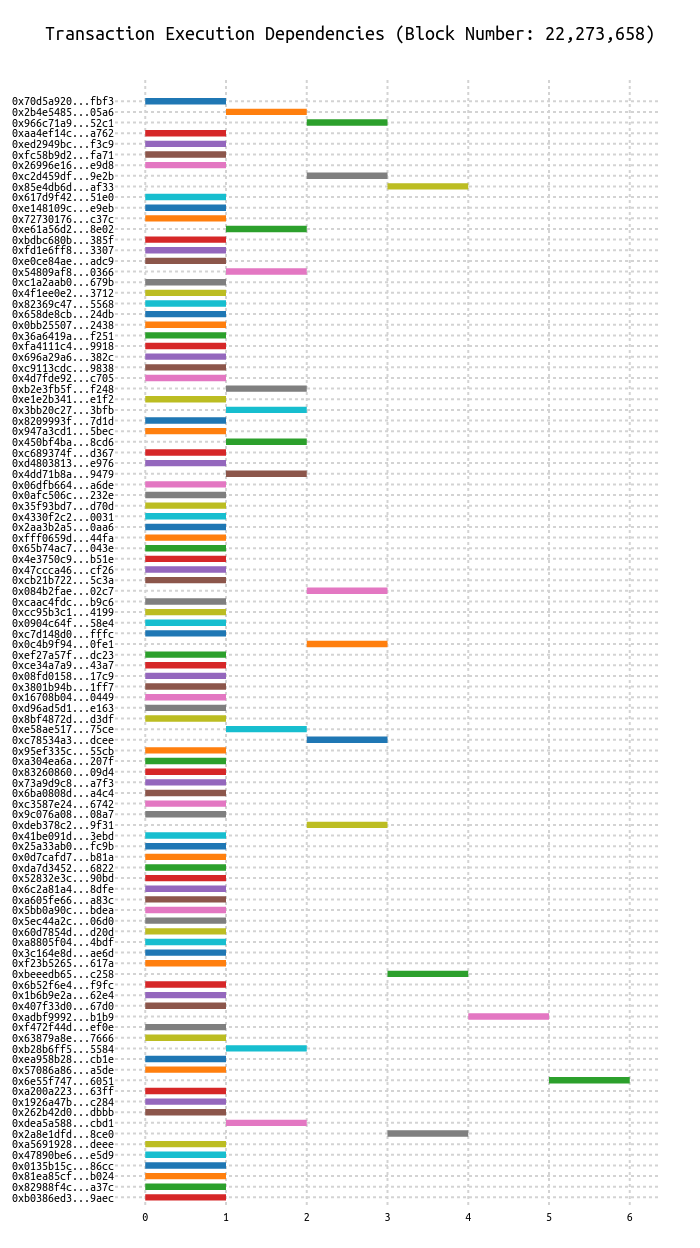 Transaction Execution Dependencies (Block Number: 22,273,658)
0x70d5a920...fbf3
0x2b4e5485...05a6
0x966c71a9...52c1
0xaa4ef14c...a762
0xed2949bc...f3c9
0xfc58b9d2...fa71
0x26996e16...e9d8
0xc2d459df...9e2b
0x85e4db6d...af33
0x617d9f42...51e0
0xe148109c...e9eb
0x72730176...c37c
0xe61a56d2...8e02
0xbdbc680b...385f
0xfd1e6ff8...3307
0xe0ce84ae...adc9
0x54809af8...0366
0xc1a2aab0...679b
0x4f1ee0e2...3712
0x82369c47...5568
0x658de8cb...24db
0x0bb25507...2438
0x36a6419a...f251
0xfa4111c4...9918
0x696a29a6...382c
0xc9113cdc...9838
0x4d7fde92...c705
0xb2e3fb5f...f248
0xe1e2b341...e1f2
0x3bb20c27...3bfb
0x8209993f...7d1d
0x947a3cd1...5bec
0x450bf4ba...8cd6
0xc689374f...d367
0xd4803813...e976
0x4dd71b8a...9479
0x06dfb664...a6de
0x0afc506c...232e
0x35f93bd7...d70d
0x4330f2c2...0031
0x2aa3b2a5...0aa6
0xfff0659d...44fa
0x65b74ac7...043e
0x4e3750c9...b51e
0x47ccca46...cf26
0xcb21b722...5c3a
0x084b2fae...02c7
0xcaac4fdc...b9c6
0xcc95b3c1...4199
0x0904c64f...58e4
0xc7d148d0...fffc
0x0c4b9f94...0fe1
0xef27a57f...dc23
0xce34a7a9...43a7
0x08fd0158...17c9
0x3801b94b...1ff7
0x16708b04...0449
0xd96ad5d1...e163
0x8bf4872d...d3df
0xe58ae517...75ce
0xc78534a3...dcee
0x95ef335c...55cb
0xa304ea6a...207f
0x83260860...09d4
0x73a9d9c8...a7f3
0x6ba0808d...a4c4
0xc3587e24...6742
0x9c076a08...08a7
0xdeb378c2...9f31
0x41be091d...3ebd
0x25a33ab0...fc9b
0x0d7cafd7...b81a
0xda7d3452...6822
0x52832e3c...90bd
0x6c2a81a4...8dfe
0xa605fe66...a83c
0x5bb0a90c...bdea
0x5ec44a2c...06d0
0x60d7854d...d20d
0xa8805f04...4bdf
0x3c164e8d...ae6d
0xf23b5265...617a
0xbeeedb65...c258
0x6b52f6e4...f9fc
0x1b6b9e2a...62e4
0x407f33d0...67d0
0xadbf9992...b1b9
0xf472f44d...ef0e
0x63879a8e...7666
0xb28b6ff5...5584
0xea958b28...cb1e
0x57086a86...a5de
0x6e55f747...6051
0xa200a223...63ff
0x1926a47b...c284
0x262b42d0...dbbb
0xdea5a588...cbd1
0x2a8e1dfd...8ce0
0xa5691928...deee
0x47890be6...e5d9
0x0135b15c...86cc
0x81ea85cf...b024
0x82988f4c...a37c
0xb0386ed3...9aec
0 1 2 3 4 5 6